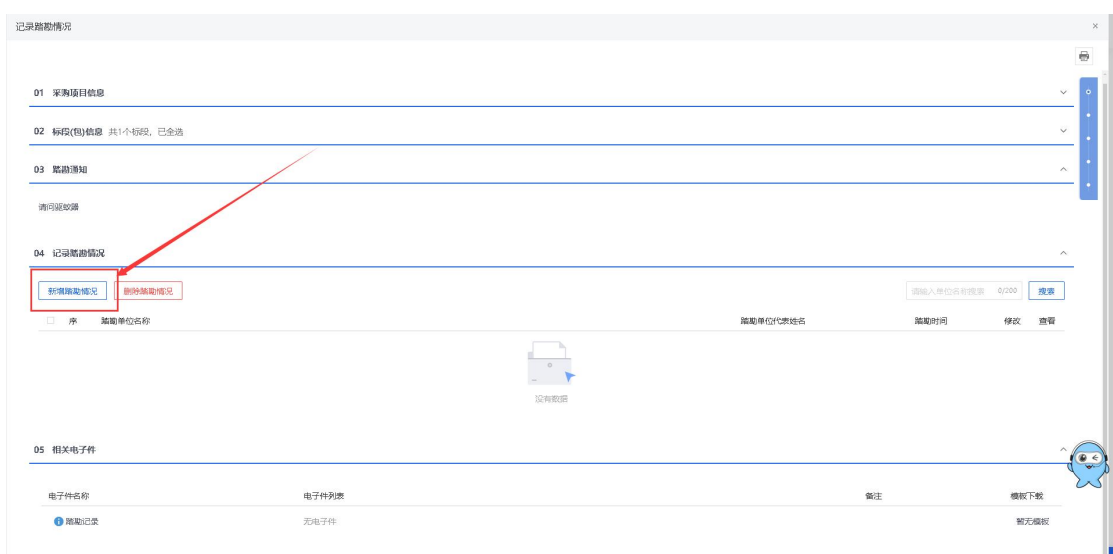 记录踏勘情况
01 采购项目信息
02 标段(包)信息 共1个标段，已全选
03 踏勘通知
请问驱蚊器
04 记录踏勘情况
新增踏勘情况 删除踏勘情况 请输入单位名称搜索 0/200 搜索
序 踏勘单位名称 踏勘单位代表姓名 踏勘时间 修改 查看
没有数据
05 相关电子件
电子件名称 电子件列表 备注 模板下载
踏勘记录 无电子件 暂无模板